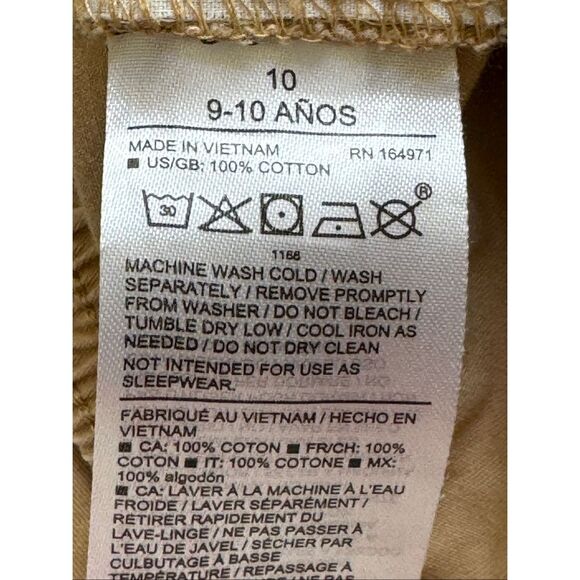 10
9-10 AÑOS
MADE IN VIETNAM RN 164971
US/GB: 100% COTTON
30 ®
1168
MACHINE WASH COLD / WASH
SEPARATELY / REMOVE PROMPTLY
FROM WASHER / DO NOT BLEACH /
TUMBLE DRY LOW / COOL IRON AS
NEEDED / DO NOT DRY CLEAN
NOT INTENDED FOR USE AS
SLEEPWEAR.
FABRIQUÉ AU VIETNAM / HECHO EN
VIETNAM
CA: 100% COTON FR/CH: 100%
COTON IT: 100% COTONE MX:
100% algodón
CA: LAVER À LA MACHINE À L'EAU
FROIDE / LAVER SÉPARÉMENT /
RETIRER RAPIDEMENT DU
LAVE-LINGE / NE PAS PASSER À
L'EAU DE JAVEL / SÉCHER PAR
CULBUTAGE À BASSE
TEMPÉRATURE / REPASSAGE À